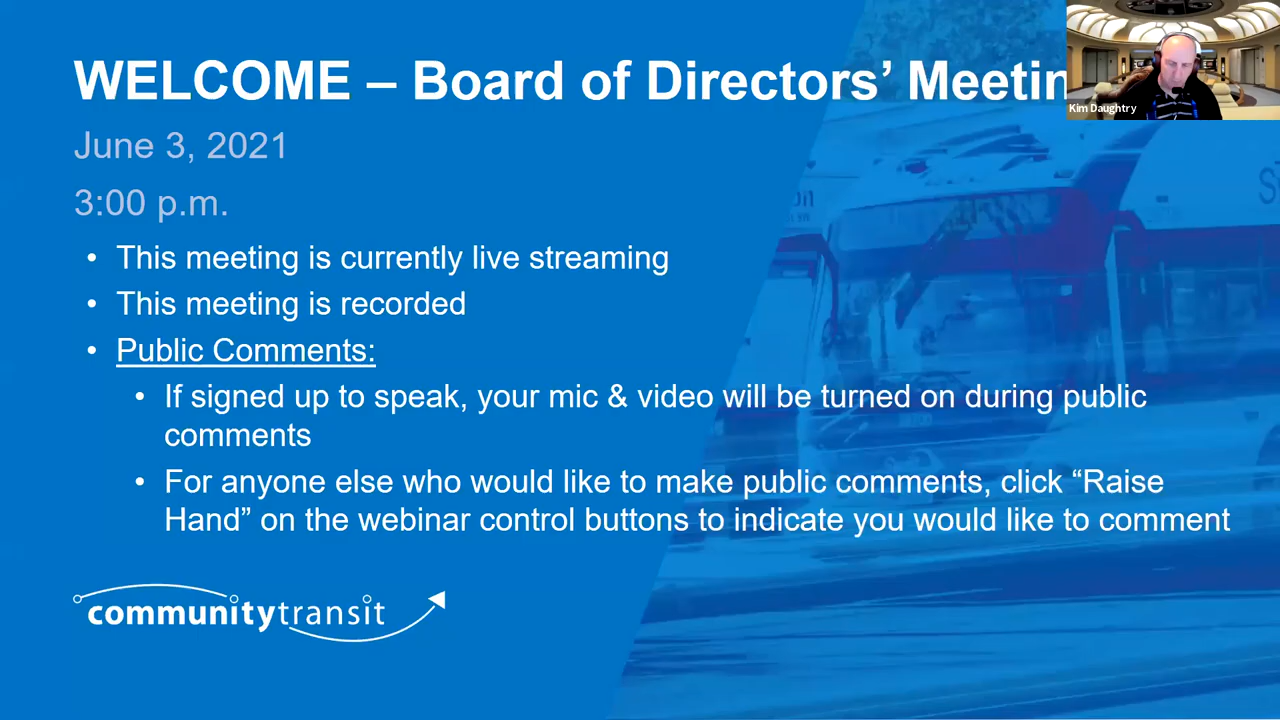 WELCOME – Board of Directors’ Meetin
Kim Daughtry
June 3, 2021
3:00 p.m.
• This meeting is currently live streaming
• This meeting is recorded
• Public Comments:
• If signed up to speak, your mic & video will be turned on during public
comments
• For anyone else who would like to make public comments, click “Raise
Hand” on the webinar control buttons to indicate you would like to comment
communitytransit